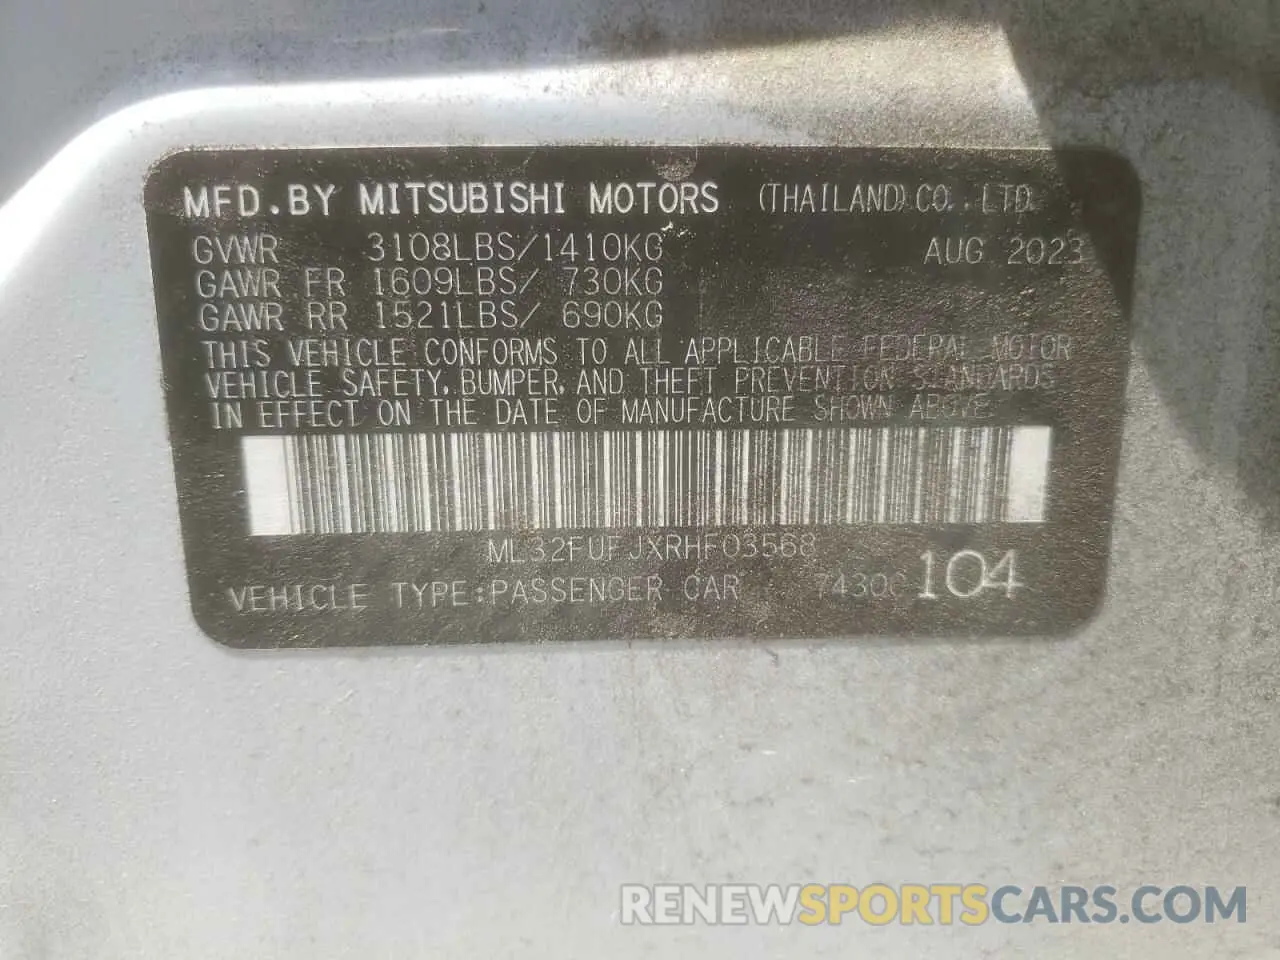 MFD.BY MITSUBISHI MOTORS (THAILAND) CO., LTD.
GVWR 3108LBS/1410KG AUG 2023
GAWR FR 1609LBS/ 730KG
GAWR RR 1521LBS/ 690KG
THIS VEHICLE CONFORMS TO ALL APPLICABLE FEDERAL MOTOR
VEHICLE SAFETY, BUMPER, AND THEFT PREVENTION STANDARDS
IN EFFECT ON THE DATE OF MANUFACTURE SHOWN ABOVE
ML32FUFJXRHF03568
VEHICLE TYPE:PASSENGER CAR 104
RENEWSPORTSCARS.COM